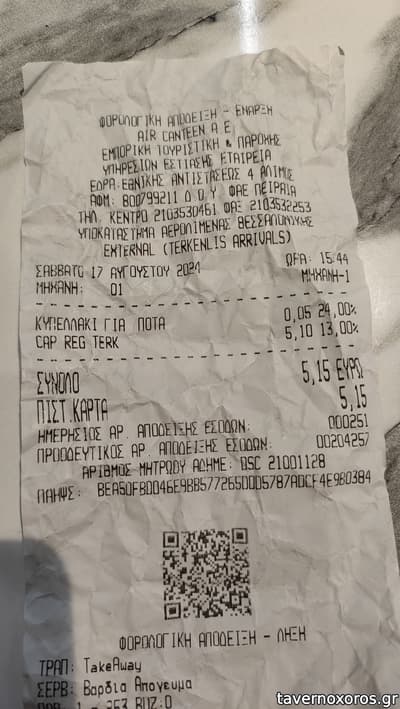 ΦΟΡΟΛΟΓΙΚΗ ΑΠΟΔΕΙΞΗ - ΕΝΑΡΞΗ
AIR CANTEEN A.E
ΕΜΠΟΡΙΚΗ ΤΟΥΡΙΣΤΙΚΗ & ΠΑΡΟΧΗΣ
ΥΠΗΡΕΣΙΩΝ ΕΣΤΙΑΣΗΣ ΕΤΑΙΡΕΙΑ
ΕΔΡΑ:ΕΘΝΙΚΗΣ ΑΝΤΙΣΤΑΣΕΩΣ 4 ΑΛΙΜΟΣ
ΑΦΜ: 800799211 Δ.Ο.Υ. ΦΑΕ ΠΕΙΡΑΙΑ
ΤΗΛ. ΚΕΝΤΡΟ 2103530461 ΦΑΞ 2103532253
ΥΠΟΚΑΤΑΣΤΗΜΑ ΑΕΡΟΛΙΜΕΝΑΣ ΘΕΣΣΑΛΟΝΙΚΗΣ
EXTERNAL (TERKENLIS ARRIVALS)
ΣΑΒΒΑΤΟ 17 ΑΥΓΟΥΣΤΟΥ 2024 ΩΡΑ: 15:44
ΜΗΧΑΝΗ: 01 ΜΗΧΑΝΗ-1
ΚΥΠΕΛΛΑΚΙ ΓΙΑ ΠΟΤΑ 0,05 24,00%
CAP REG TERK 5,10 13,00%
ΣΥΝΟΛΟ 5,15 ΕΥΡΩ
ΠΙΣΤ.ΚΑΡΤΑ 5,15
ΗΜΕΡΗΣΙΟΣ ΑΡ. ΑΠΟΔΕΙΞΗΣ ΕΣΟΔΩΝ: 000251
ΠΡΟΟΔΕΥΤΙΚΟΣ ΑΡ. ΑΠΟΔΕΙΞΗΣ ΕΣΟΔΩΝ: 00204257
ΑΡΙΘΜΟΣ ΜΗΤΡΩΟΥ ΑΔΗΜΕ: DSC 21001128
ΠΑΗΨΣ:
ΦΟΡΟΛΟΓΙΚΗ ΑΠΟΔΕΙΞΗ - ΛΗΞΗ
ΤΡΑΠ: TakeAway
ΣΕΡΒ: Βαρδια Απογευμα
tavernoxoros.gr